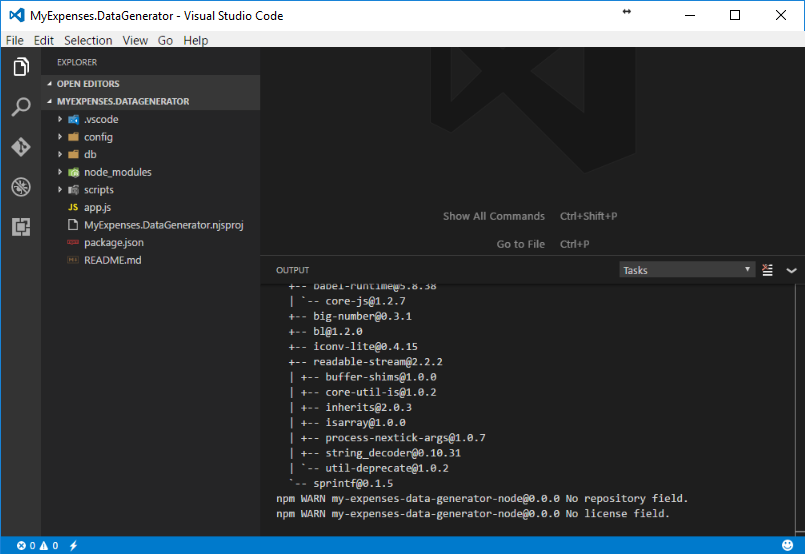 MyExpenses.DataGenerator - Visual Studio Code
File Edit Selection View Go Help
EXPLORER
OPEN EDITORS
MYEXPENSES.DATAGENERATOR
.vscode
config
db
node_modules
scripts
JS app.js
MyExpenses.DataGenerator.njsproj
package.json
README.md
Show All Commands Ctrl+Shift+P
Go to File Ctrl+P
OUTPUT Tasks
+-- babel-runtime@5.8.38
| `-- core-js@1.2.7
+-- big-number@0.3.1
+-- bl@1.2.0
+-- iconv-lite@0.4.15
+-- readable-stream@2.2.2
| +-- buffer-shims@1.0.0
| +-- core-util-is@1.0.2
| +-- inherits@2.0.3
| +-- isarray@1.0.0
| +-- process-nextick-args@1.0.7
| +-- string_decoder@0.10.31
| `-- util-deprecate@1.0.2
`-- sprintf@0.1.5
npm WARN my-expenses-data-generator-node@0.0.0 No repository field.
npm WARN my-expenses-data-generator-node@0.0.0 No license field.
0 0